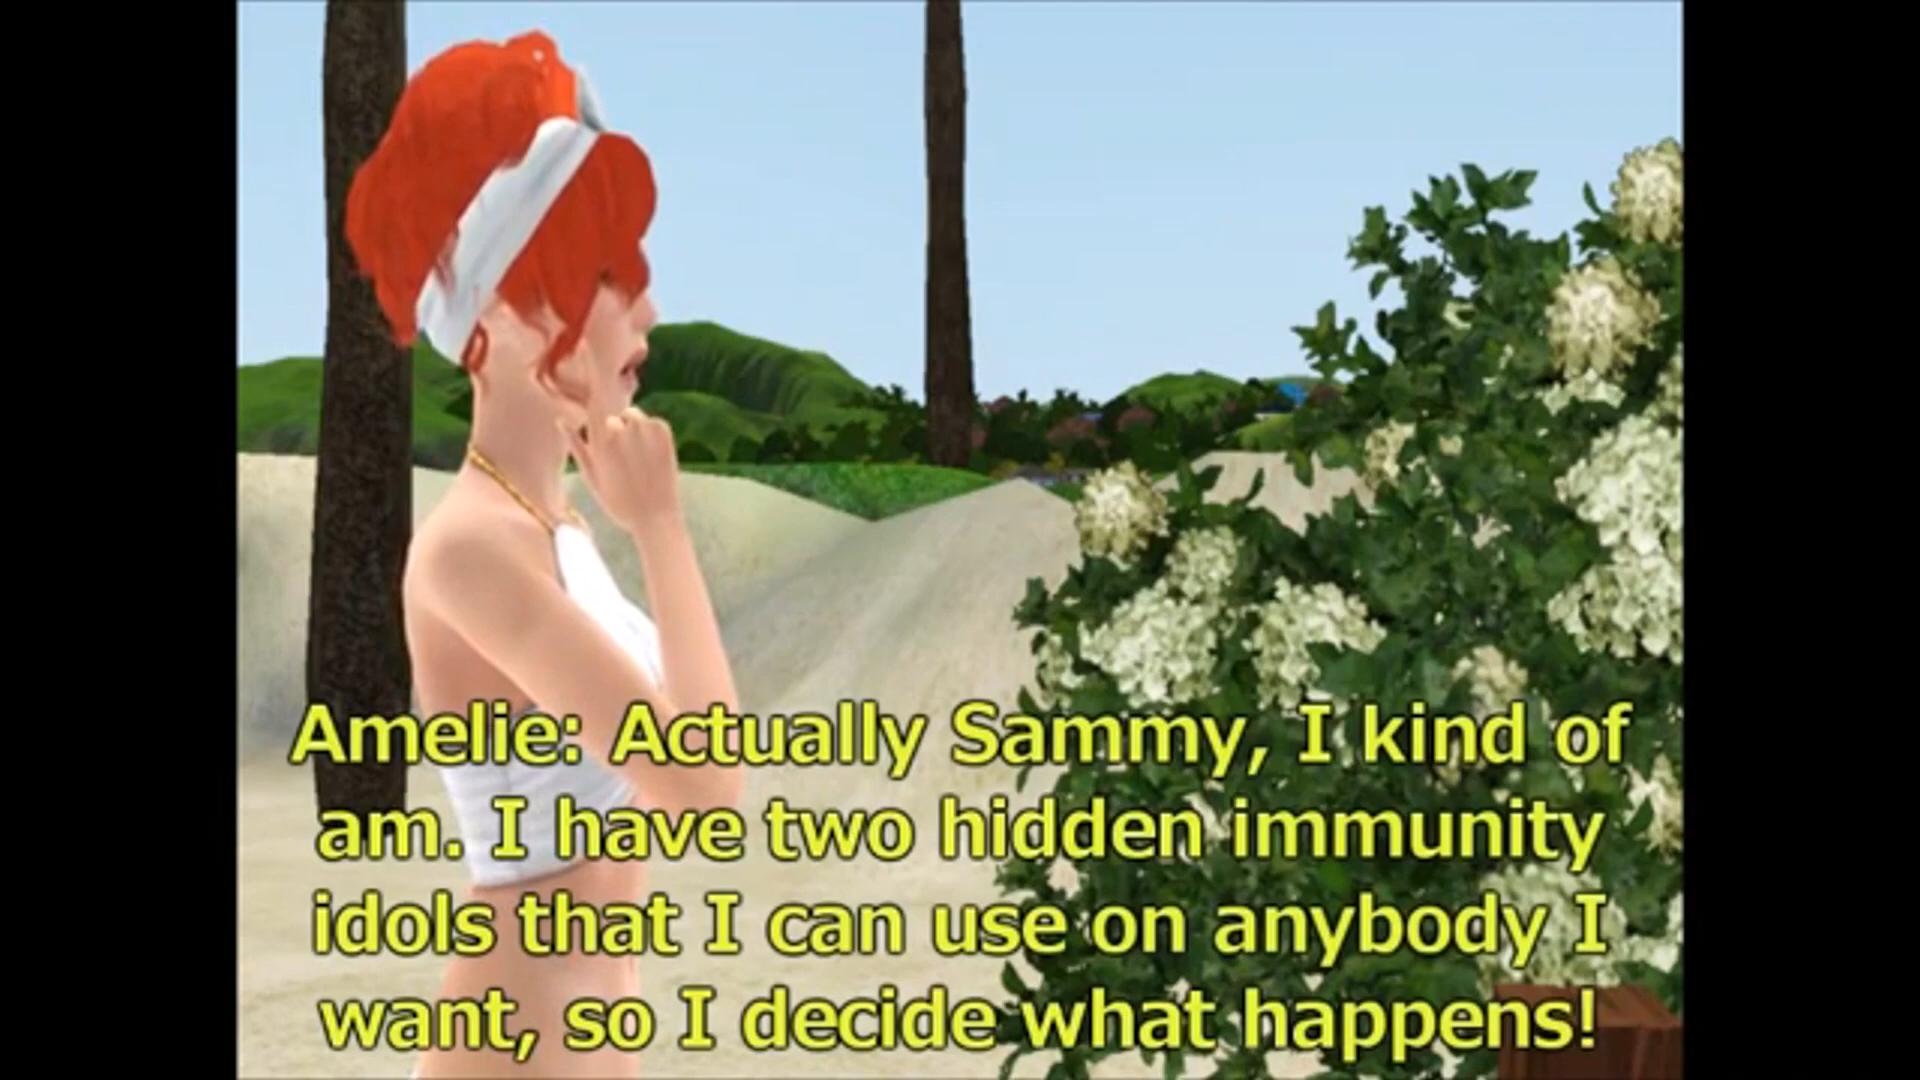 Amelie: Actually Sammy, I kind of
am. I have two hidden immunity
idols that I can use on anybody I
want, so I decide what happens!